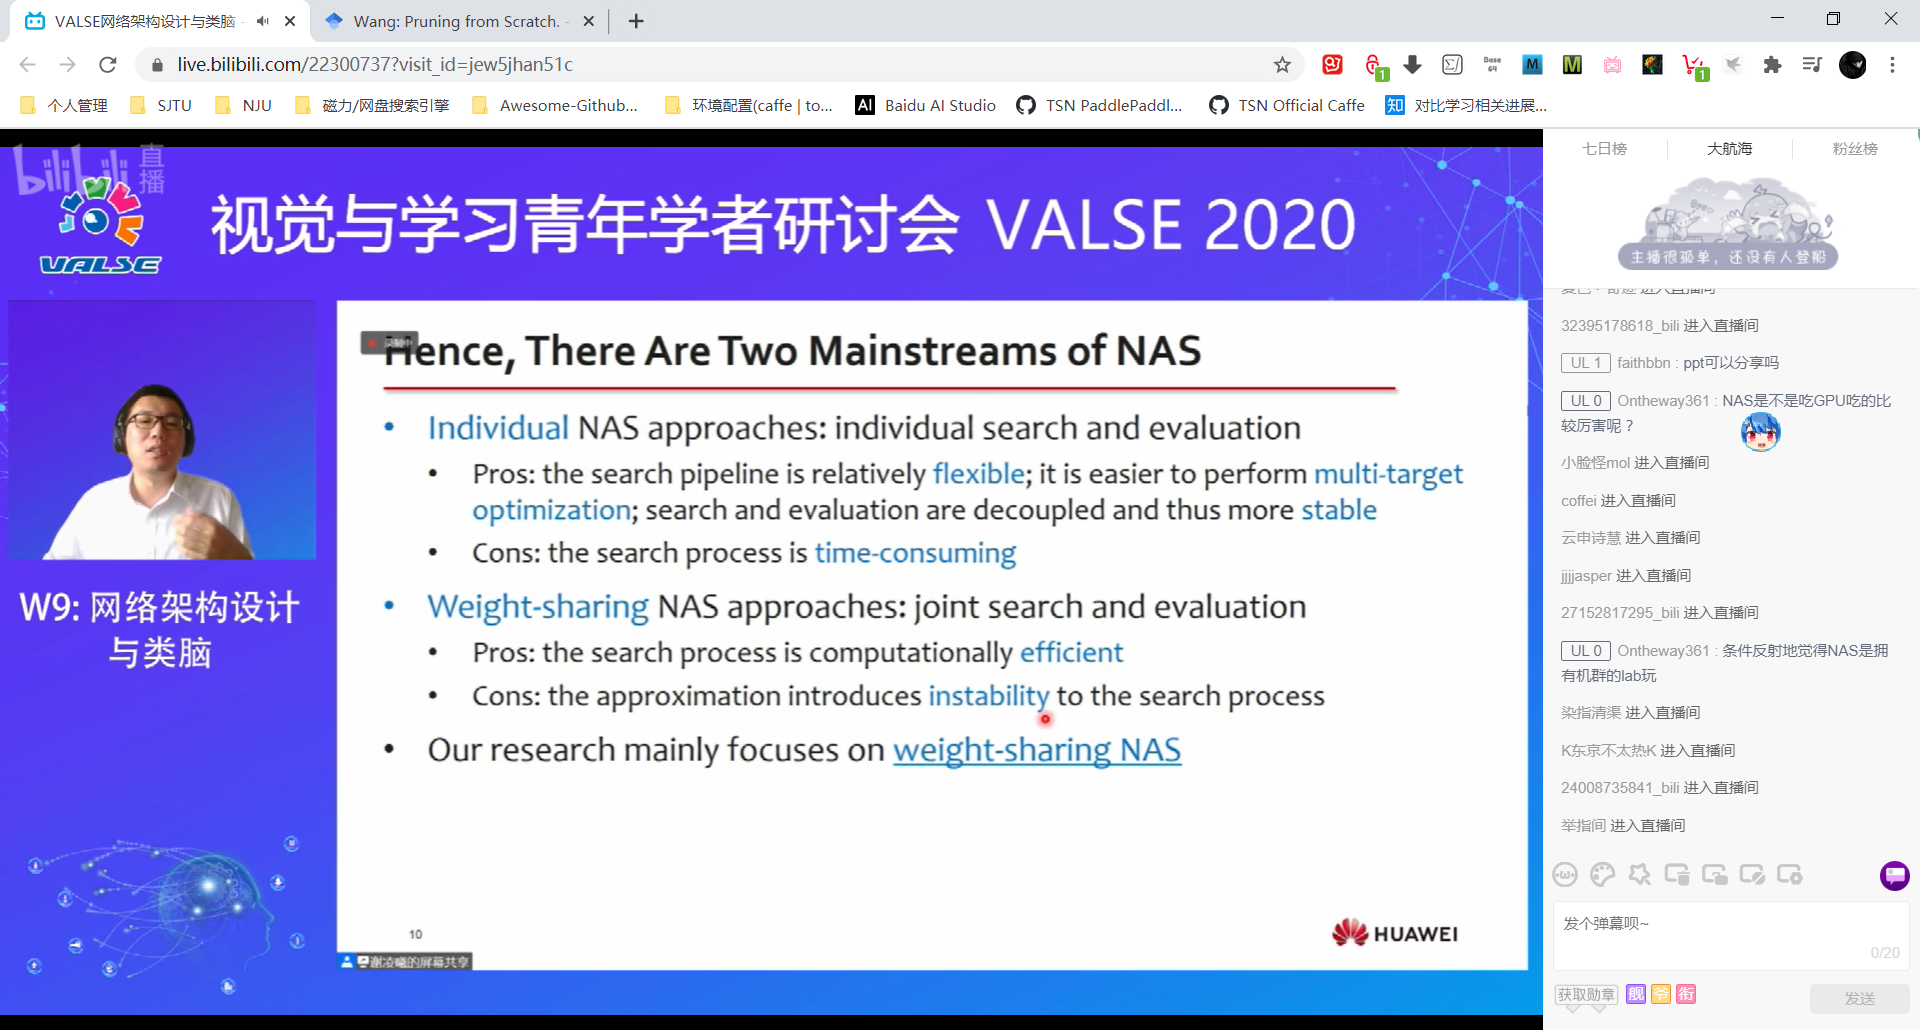 VALSE网络架构设计与类脑
Wang: Pruning from Scratch. -
live.bilibili.com/22300737?visit_id=jew5jhan51c
个人管理
SJTU
NJU
磁力/网盘搜索引擎
Awesome-Github...
环境配置(caffe | to...
AI Baidu AI Studio
TSN PaddlePaddl...
TSN Official Caffe
知 对比学习相关进展...
bilibili 直播
VALSE
视觉与学习青年学者研讨会 VALSE 2020
W9: 网络架构设计
与类脑
录制中
Hence, There Are Two Mainstreams of NAS
• Individual NAS approaches: individual search and evaluation
• Pros: the search pipeline is relatively flexible; it is easier to perform multi-target
optimization; search and evaluation are decoupled and thus more stable
• Cons: the search process is time-consuming
• Weight-sharing NAS approaches: joint search and evaluation
• Pros: the search process is computationally efficient
• Cons: the approximation introduces instability to the search process
• Our research mainly focuses on weight-sharing NAS
10
HUAWEI
谢凌曦的屏幕共享
七日榜
大航海
粉丝榜
主播很孤单，还没有人登船
进入直播间
32395178618_bili 进入直播间
UL 1 faithbbn : ppt可以分享吗
UL 0 Ontheway361 : NAS是不是吃GPU吃的比
较厉害呢？
小脸怪mol 进入直播间
coffei 进入直播间
云申诗慧 进入直播间
jjjjasper 进入直播间
27152817295_bili 进入直播间
UL 0 Ontheway361 : 条件反射地觉得NAS是拥
有机群的lab玩
染指清渠 进入直播间
K东京不太热K 进入直播间
24008735841_bili 进入直播间
举指间 进入直播间
发个弹幕呗~
0/20
获取勋章
舰
爷
衔
发送